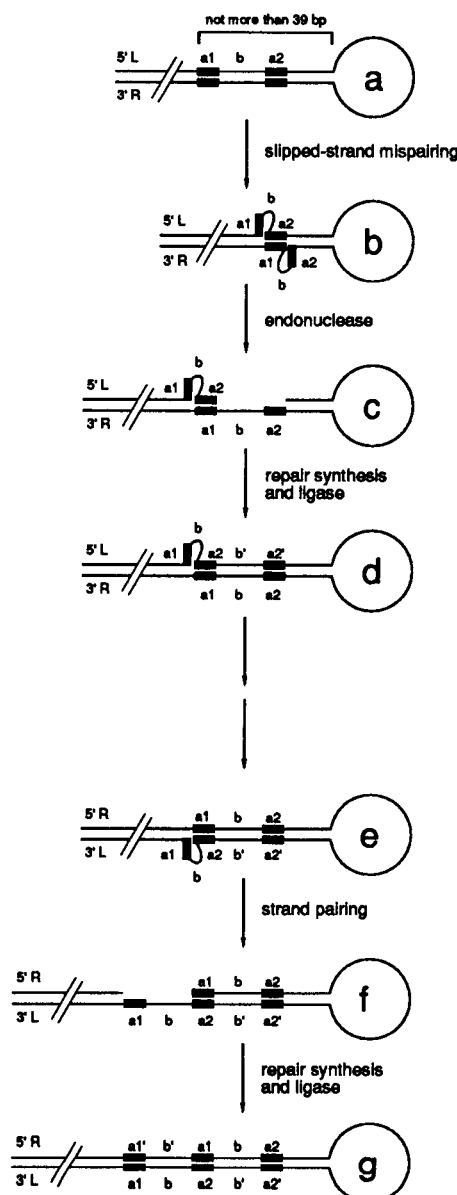 not more than 39 bp
a1 b a2
5' L
3' R
a
slipped-strand mispairing
b
a1 a2
5' L
3' R
a1 a2
b
b
endonuclease
b
5' L a1 a2
3' R
a1 b a2
c
repair synthesis
and ligase
b
5' L a1 a2 b' a2'
3' R
a1 b a2
d
a1 b a2
5' R
3' L
a1 a2 b' a2'
b
e
strand pairing
a1 b a2
5' R
3' L
a1 b a2 b' a2'
f
repair synthesis
and ligase
a1' b' a1 b a2
5' R
3' L
a1 b a2 b' a2'
g